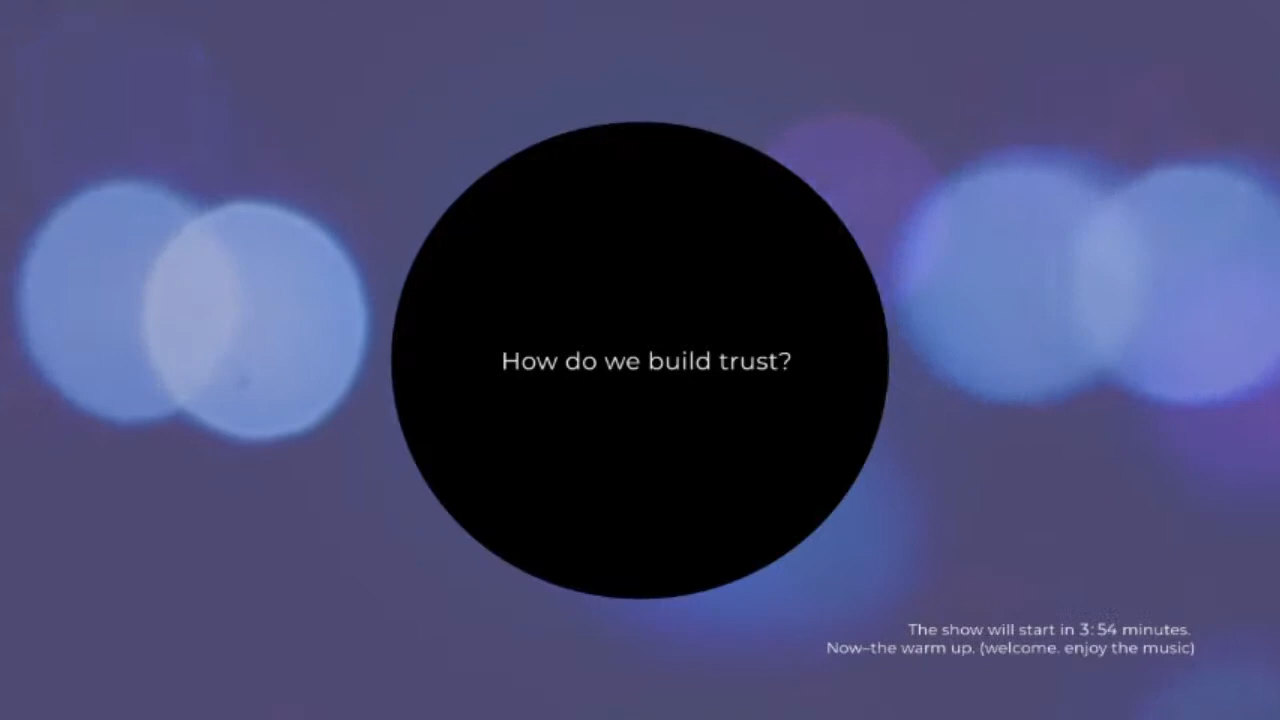 How do we build trust?
The show will start in 3:54 minutes.
Now–the warm up. (welcome. enjoy the music)